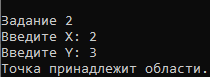 Задание 2
Введите X: 2
Введите Y: 3
Точка принадлежит области.